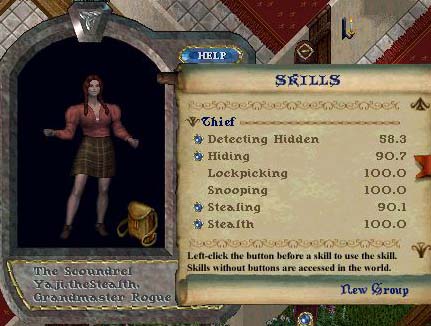 HELP
SKILLS
Thief
Detecting Hidden 58.3
Hiding 90.7
Lockpicking 100.0
Snooping 100.0
Stealing 90.1
Stealth 100.0
Left-click the button before a skill to use the skill.
Skills without buttons are accessed in the world.
New Group
The Scoundrel
Yaji.theStealth,
Grandmaster Rogue